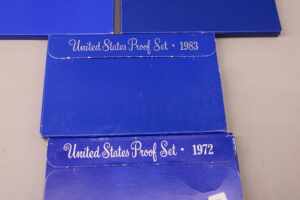 United States Proof Set · 1983
United States Proof Set · 1972